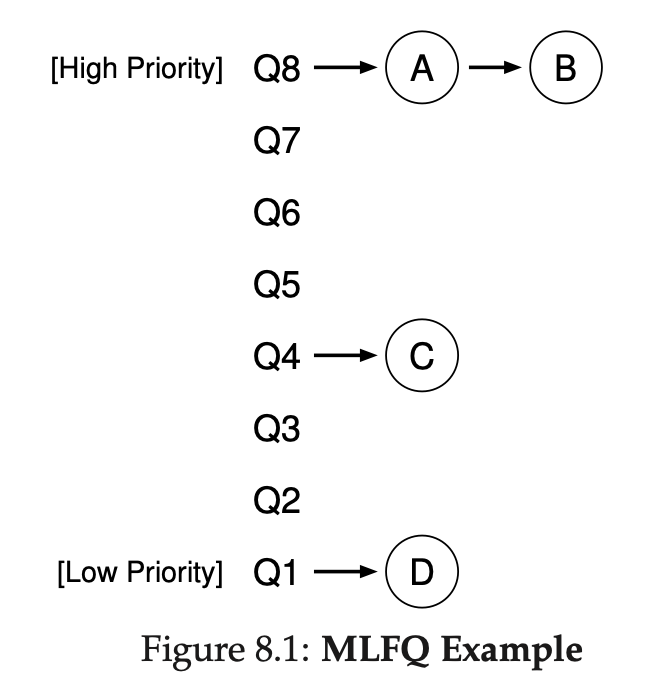 [High Priority] Q8 A B
Q7
Q6
Q5
Q4 C
Q3
Q2
[Low Priority] Q1 D
Figure 8.1: MLFQ Example